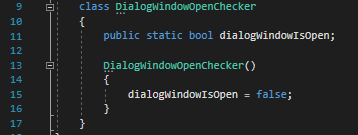 9 class DialogWindowOpenChecker
10 {
11 public static bool dialogWindowIsOpen;
12
13 DialogWindowOpenChecker()
14 {
15 dialogWindowIsOpen = false;
16 }
17 }